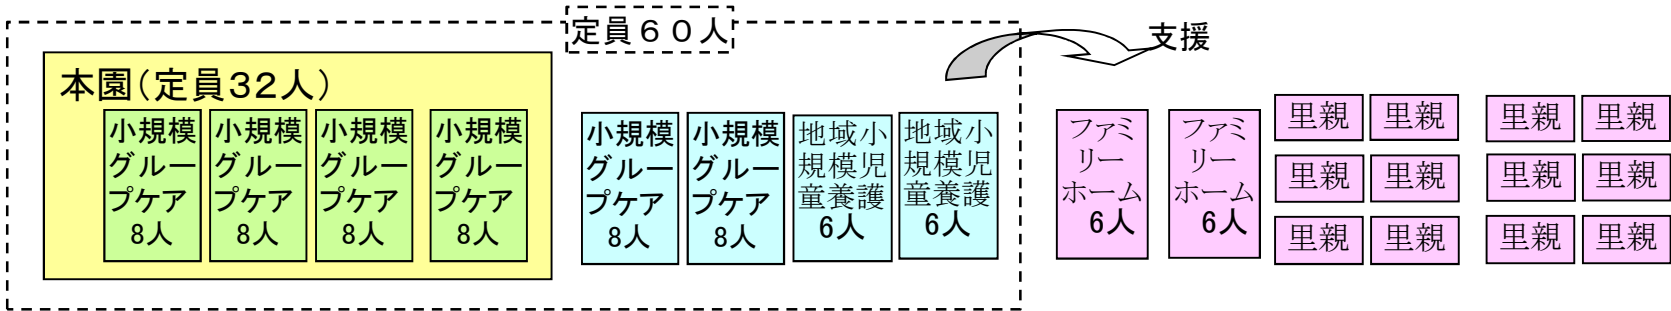 定員６０人
支援
本園（定員３２人）
小規模
グルー
プケア
8人
小規模
グルー
プケア
8人
小規模
グルー
プケア
8人
小規模
グルー
プケア
8人
小規模
グルー
プケア
8人
小規模
グルー
プケア
8人
地域小
規模児
童養護
6人
地域小
規模児
童養護
6人
ファミ
リー
ホーム
6人
ファミ
リー
ホーム
6人
里親
里親
里親
里親
里親
里親
里親
里親
里親
里親
里親
里親